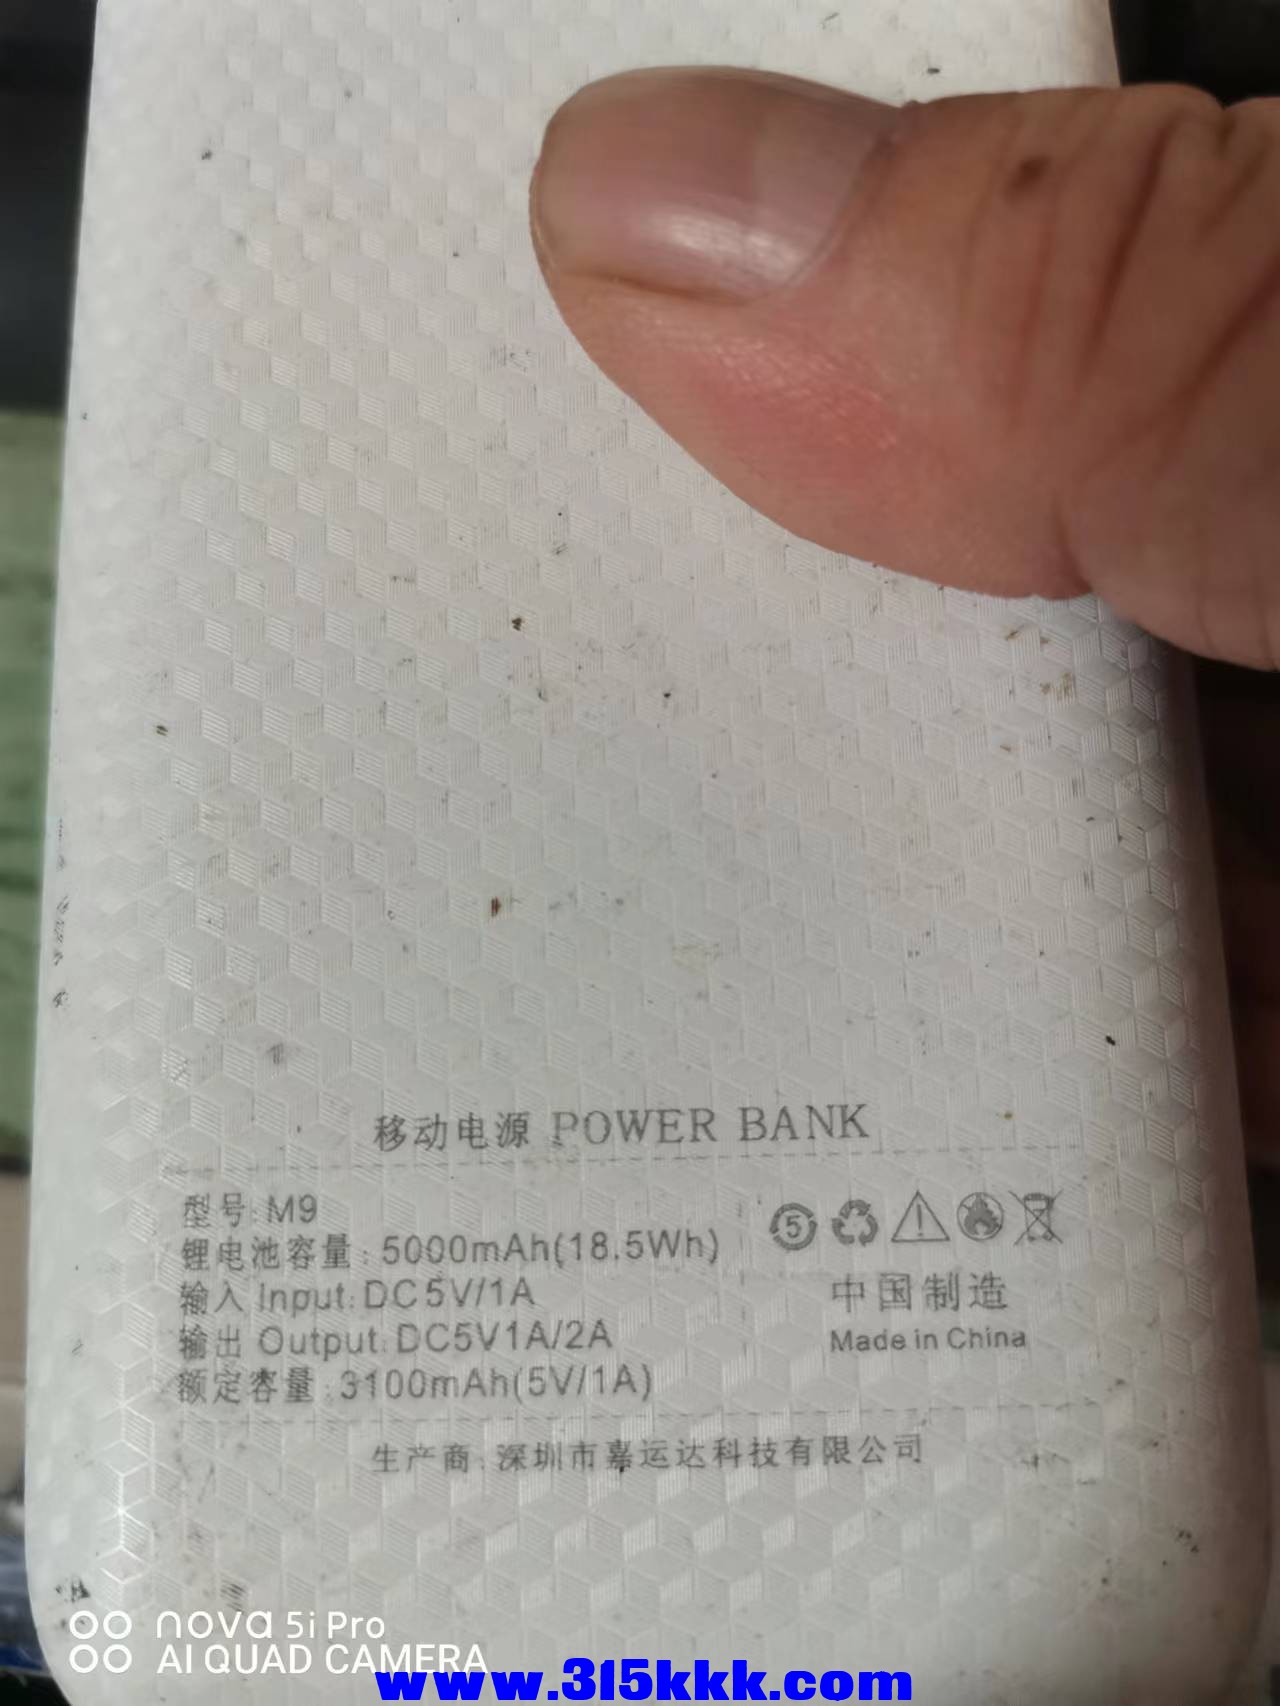 移动电源 POWER BANK
型号:M9
锂电池容量:5000mAh(18.5Wh)
输入 Input:DC5V/1A
输出 Output:DC5V1A/2A
额定容量:3100mAh(5V/1A)
5
中国制造
Made in China
生产商:深圳市嘉运达科技有限公司
nova 5i Pro
AI QUAD CAMERA
www.315kkk.com